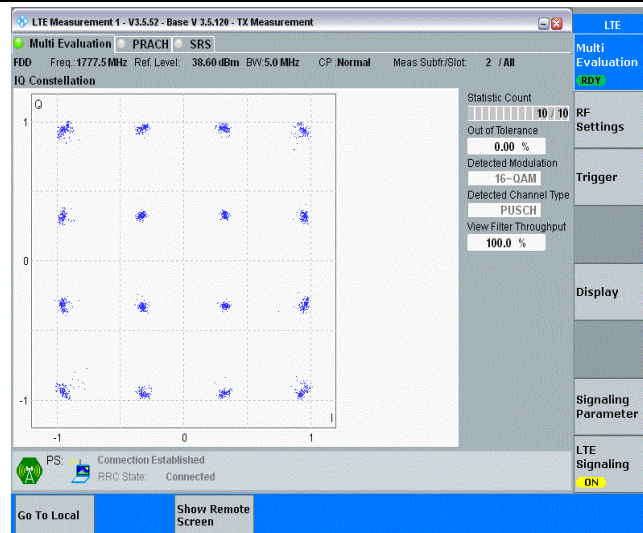 LTE Measurement 1 - V3.5.52 - Base V 3.5.120 - TX Measurement
LTE
Multi Evaluation PRACH SRS
Multi
Evaluation
RDY
FDD Freq.:1777.5 MHz Ref. Level: 38.60 dBm BW:5.0 MHz CP :Normal Meas Subfr./Slot: 2 / All
IQ Constellation
Q
1
0
-1
-1 0 1
I
Statistic Count
10 / 10
Out of Tolerance
0.00 %
Detected Modulation
16-QAM
Detected Channel Type
PUSCH
View Filter Throughput
100.0 %
RF
Settings
Trigger
Display
Signaling
Parameter
LTE
Signaling
ON
PS: Connection Established
RRC State: Connected
Go To Local
Show Remote
Screen